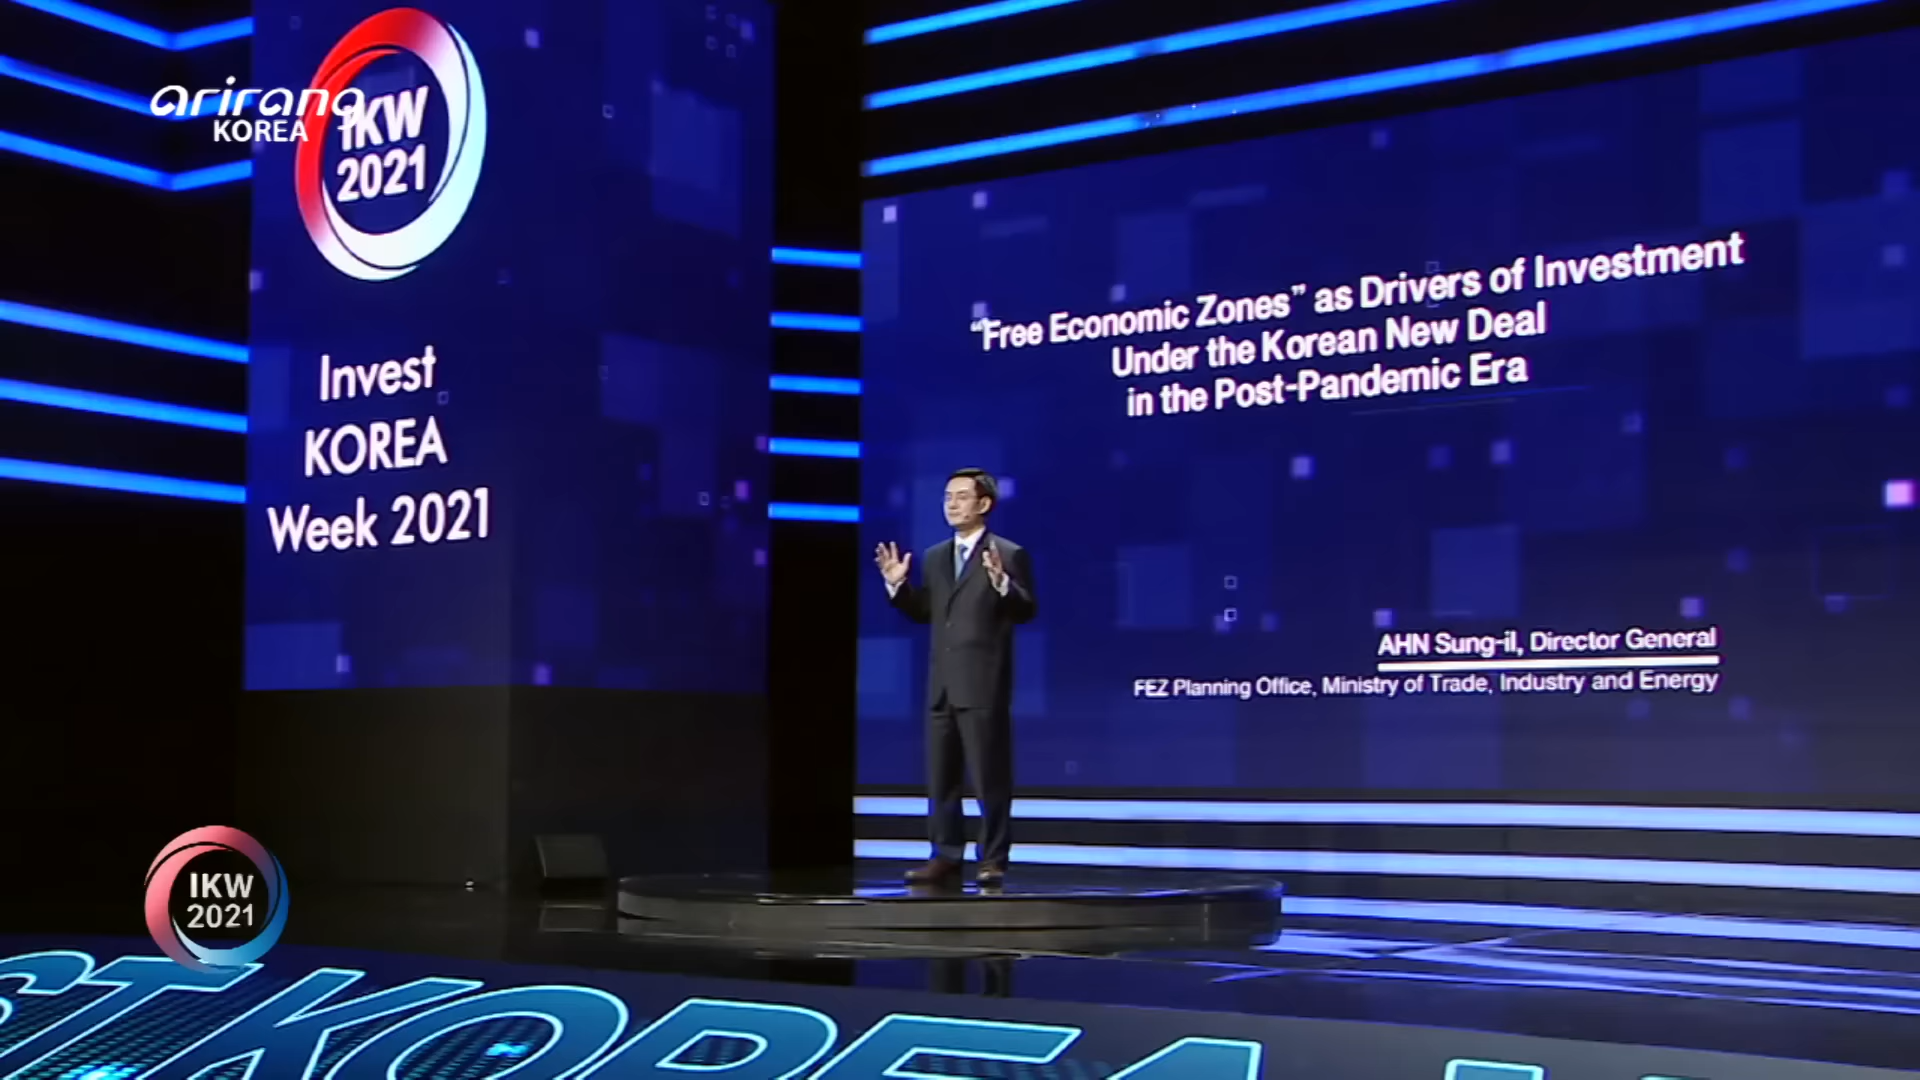 arirang
KOREA
IKW
2021
Invest
KOREA
Week 2021
“Free Economic Zones” as Drivers of Investment
Under the Korean New Deal
in the Post-Pandemic Era
AHN Sung-il, Director General
FEZ Planning Office, Ministry of Trade, Industry and Energy
IKW
2021
ST KOREA